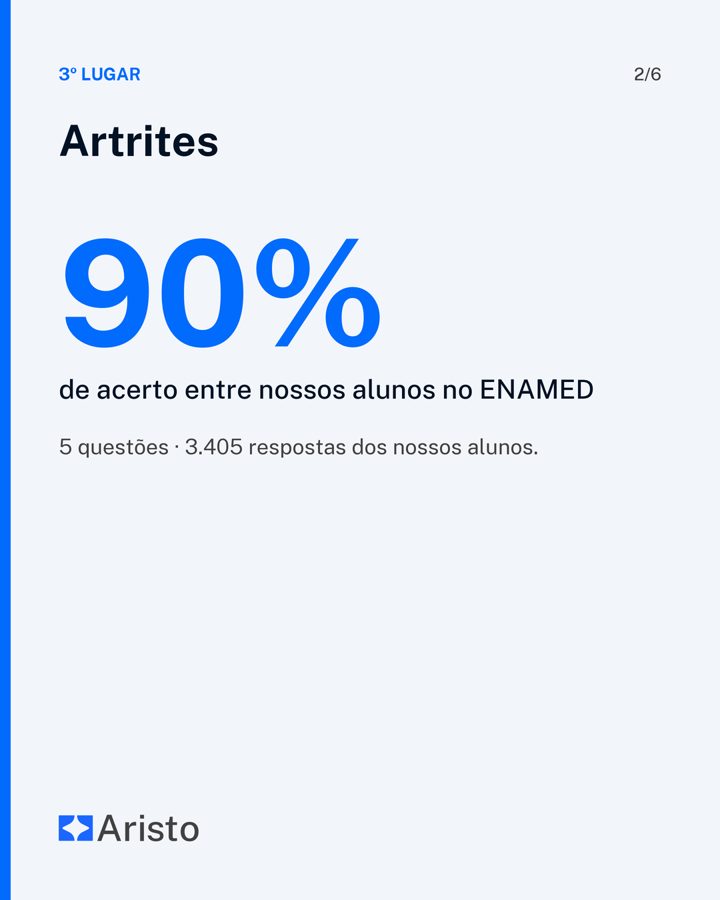 3º LUGAR
2/6
Artrites
90%
de acerto entre nossos alunos no ENAMED
5 questões · 3.405 respostas dos nossos alunos.
Aristo